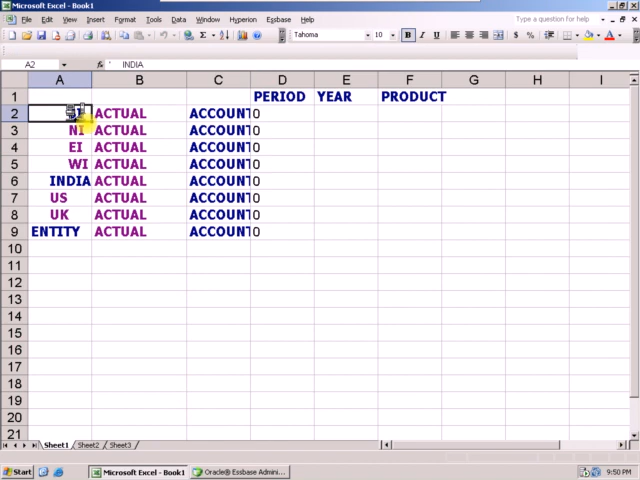 Microsoft Excel - Book1
File Edit View Insert Format Tools Data Window Hyperion Essbase Help Type a question for help
Tahoma 10 B I U $ %
A2 fx ' INDIA
A B C D E F G H I
1 PERIOD YEAR PRODUCT
2 ACTUAL ACCOUNT 0
3 NI ACTUAL ACCOUNT 0
4 EI ACTUAL ACCOUNT 0
5 WI ACTUAL ACCOUNT 0
6 INDIA ACTUAL ACCOUNT 0
7 US ACTUAL ACCOUNT 0
8 UK ACTUAL ACCOUNT 0
9 ENTITY ACTUAL ACCOUNT 0
10
11
12
13
14
15
16
17
18
19
20
21
Sheet1 Sheet2 Sheet3
Start Microsoft Excel - Book1 Oracle® Essbase Admini... 9:50 PM